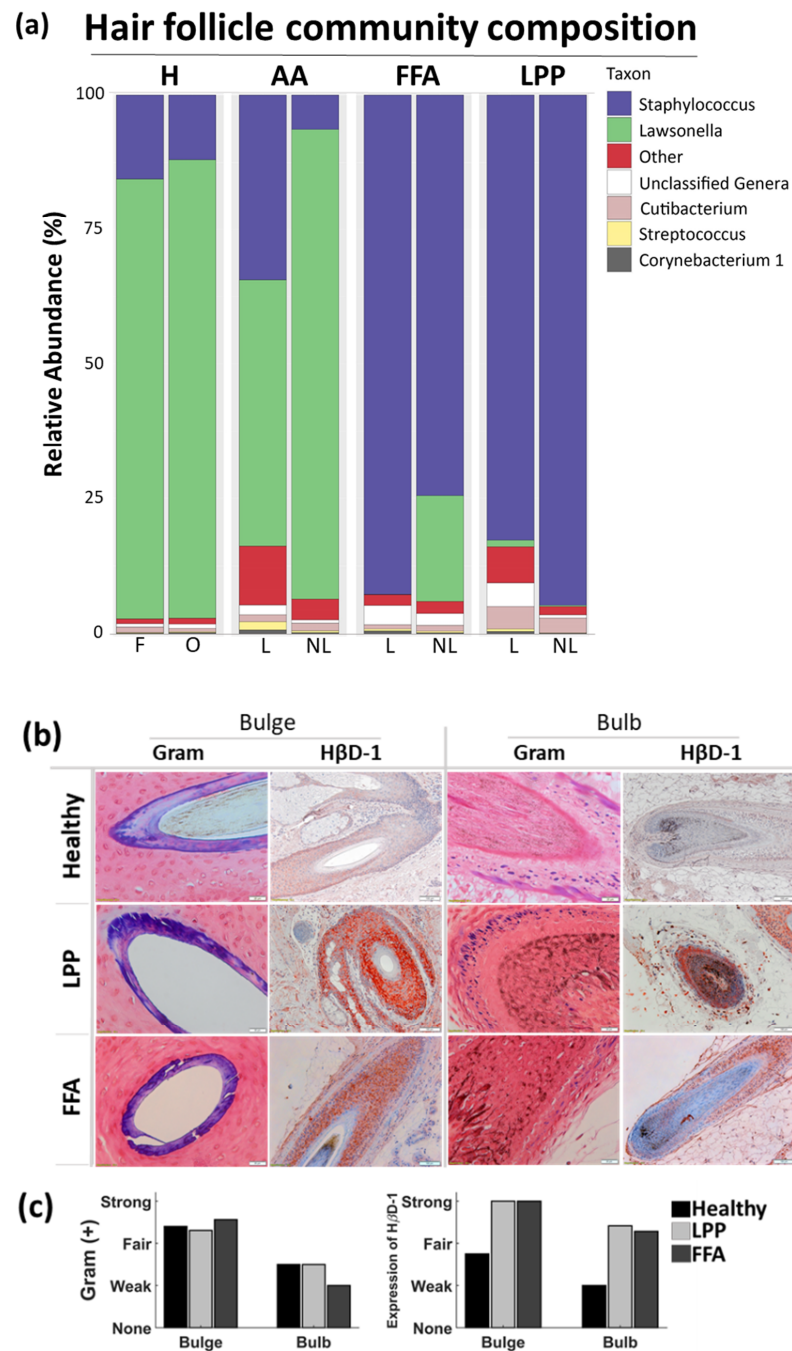 (a) Hair follicle community composition
H AA FFA LPP
Taxon
Staphylococcus
Lawsonella
Other
Unclassified Genera
Cutibacterium
Streptococcus
Corynebacterium 1
Relative Abundance (%)
100
75
50
25
0
F O L NL L NL L NL
(b)
Bulge Bulb
Gram HβD-1 Gram HβD-1
Healthy
LPP
FFA
(c)
Gram (+)
Strong
Fair
Weak
None
Bulge Bulb
Expression of HβD-1
Strong
Fair
Weak
None
Bulge Bulb
Healthy
LPP
FFA